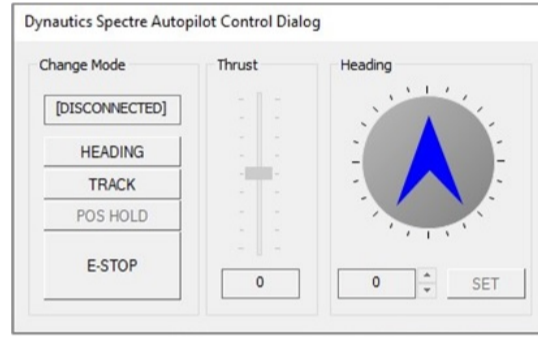 Dynautics Spectre Autopilot Control Dialog
Change Mode
[DISCONNECTED]
HEADING
TRACK
POS HOLD
E-STOP
Thrust
0
Heading
0
SET